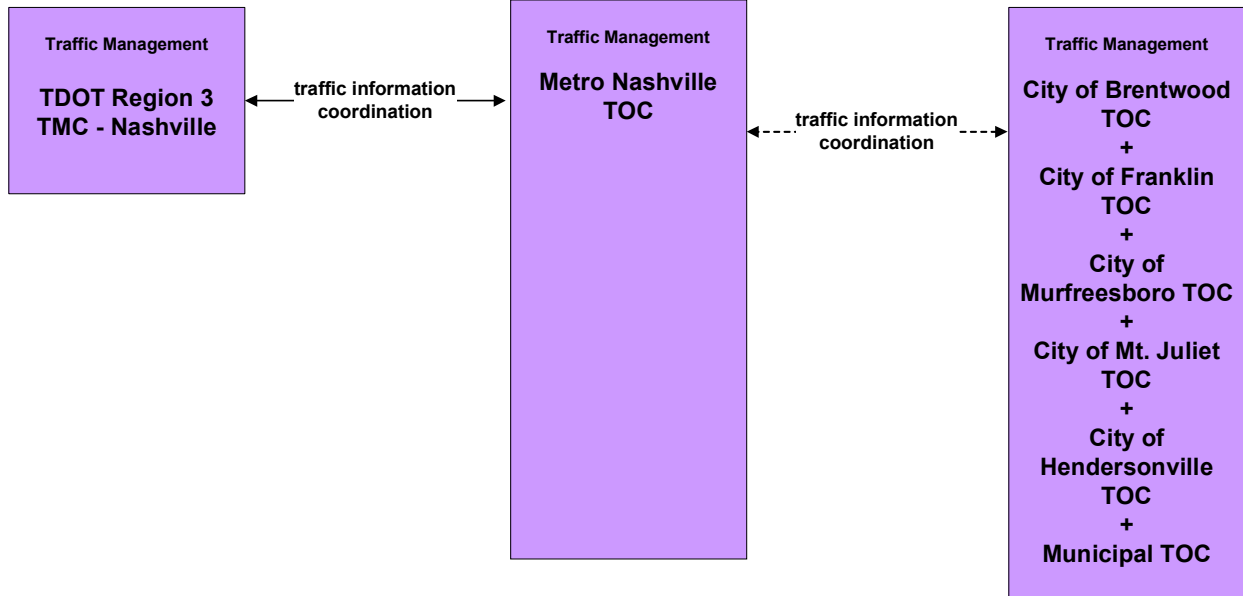 Traffic Management
TDOT Region 3
TMC - Nashville
traffic information
coordination
Traffic Management
Metro Nashville
TOC
traffic information
coordination
Traffic Management
City of Brentwood
TOC
+
City of Franklin
TOC
+
City of
Murfreesboro TOC
+
City of Mt. Juliet
TOC
+
City of
Hendersonville
TOC
+
Municipal TOC